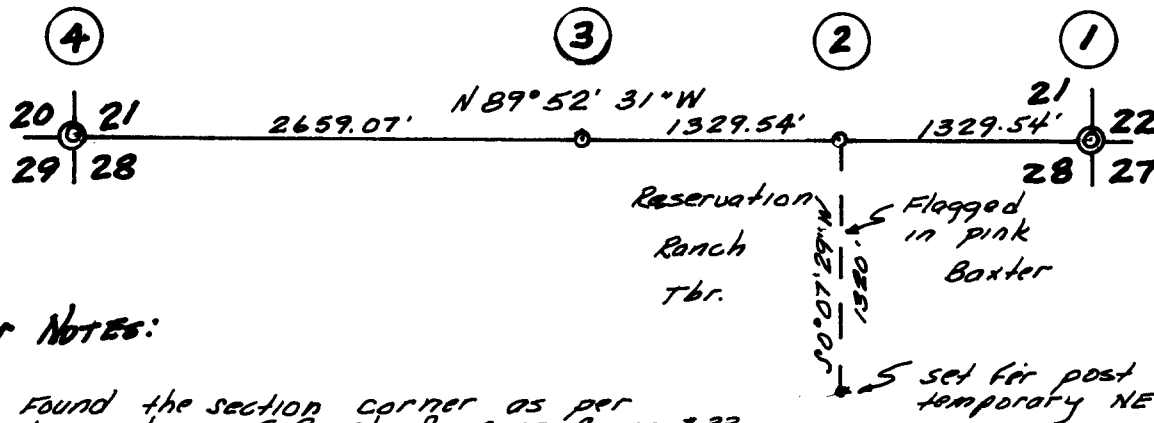 4 3 2 1
N 89° 52' 31" W
20 21 21 22
2659.07' 1329.54' 1329.54'
29 28 28 27
Reservation
Ranch
Tbr.
S 0° 07' 29" W
1320.'
Flagged
in pink
Baxter
NOTES:
set Fir post
temporary NE
Found the section corner as per